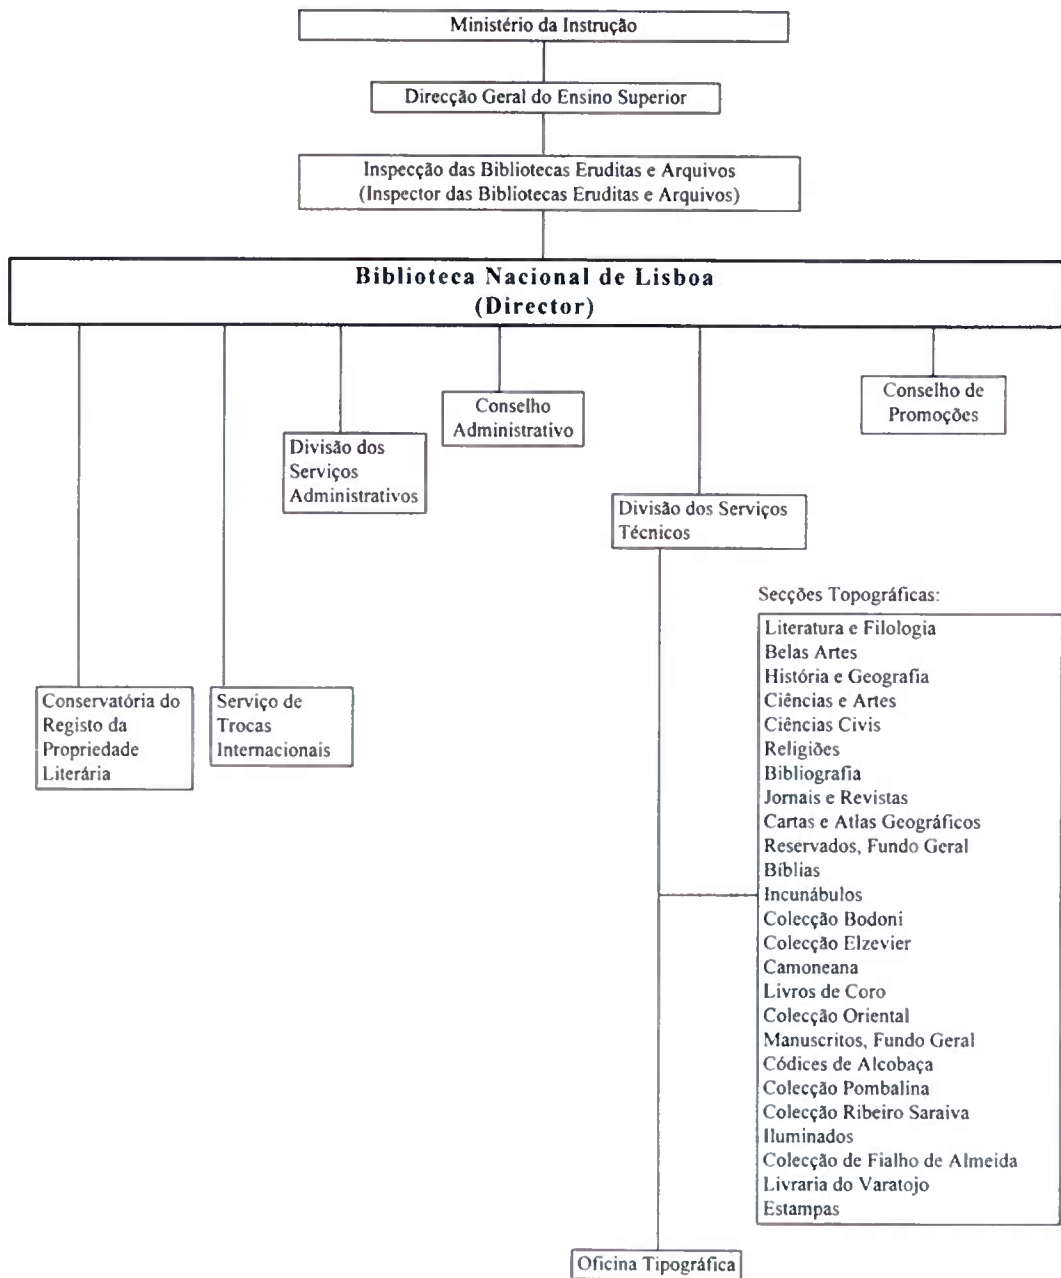 Ministério da Instrução
Direcção Geral do Ensino Superior
Inspecção das Bibliotecas Eruditas e Arquivos
(Inspector das Bibliotecas Eruditas e Arquivos)
Biblioteca Nacional de Lisboa
(Director)
Conselho de
Promoções
Conselho
Administrativo
Divisão dos
Serviços
Administrativos
Divisão dos Serviços
Técnicos
Conservatória do
Registo da
Propriedade
Literária
Serviço de
Trocas
Internacionais
Secções Topográficas:
Literatura e Filologia
Belas Artes
História e Geografia
Ciências e Artes
Ciências Civis
Religiões
Bibliografia
Jornais e Revistas
Cartas e Atlas Geográficos
Reservados, Fundo Geral
Bíblias
Incunábulos
Colecção Bodoni
Colecção Elzevier
Camoneana
Livros de Coro
Colecção Oriental
Manuscritos, Fundo Geral
Códices de Alcobaça
Colecção Pombalina
Colecção Ribeiro Saraiva
Iluminados
Colecção de Fialho de Almeida
Livraria do Varatojo
Estampas
Oficina Tipográfica